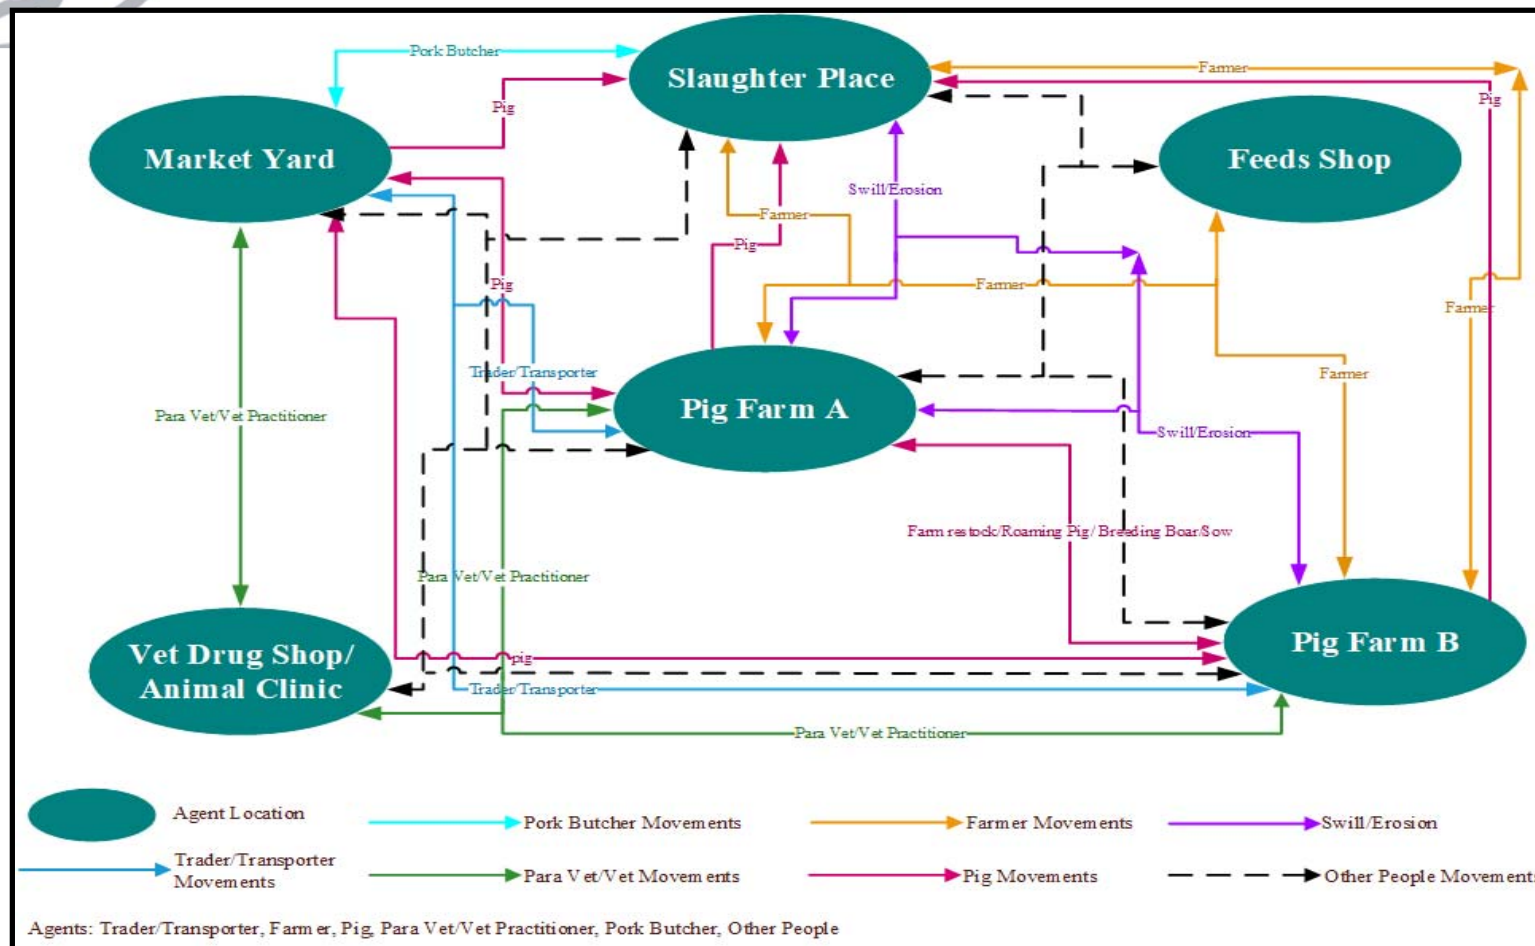 Pork Butcher
Slaughter Place
Farmer
Pig
Pig
Market Yard
Feeds Shop
Swill/Erosion
Farmer
Pig
Pig
Farmer
Farmer
Trader/Transporter
Farmer
Pig Farm A
Para Vet/Vet Practitioner
Swill/Erosion
Farm restock/Roaming Pig/ Breeding Boar/Sow
Para Vet/Vet Practitioner
Vet Drug Shop/
Animal Clinic
pig
Pig Farm B
Trader/Transporter
Para Vet/Vet Practitioner
Agent Location
Pork Butcher Movements
Farmer Movements
Swill/Erosion
Trader/Transporter
Movements
Para Vet/Vet Movements
Pig Movements
Other People Movements
Agents: Trader/Transporter, Farmer, Pig, Para Vet/Vet Practitioner, Pork Butcher, Other People